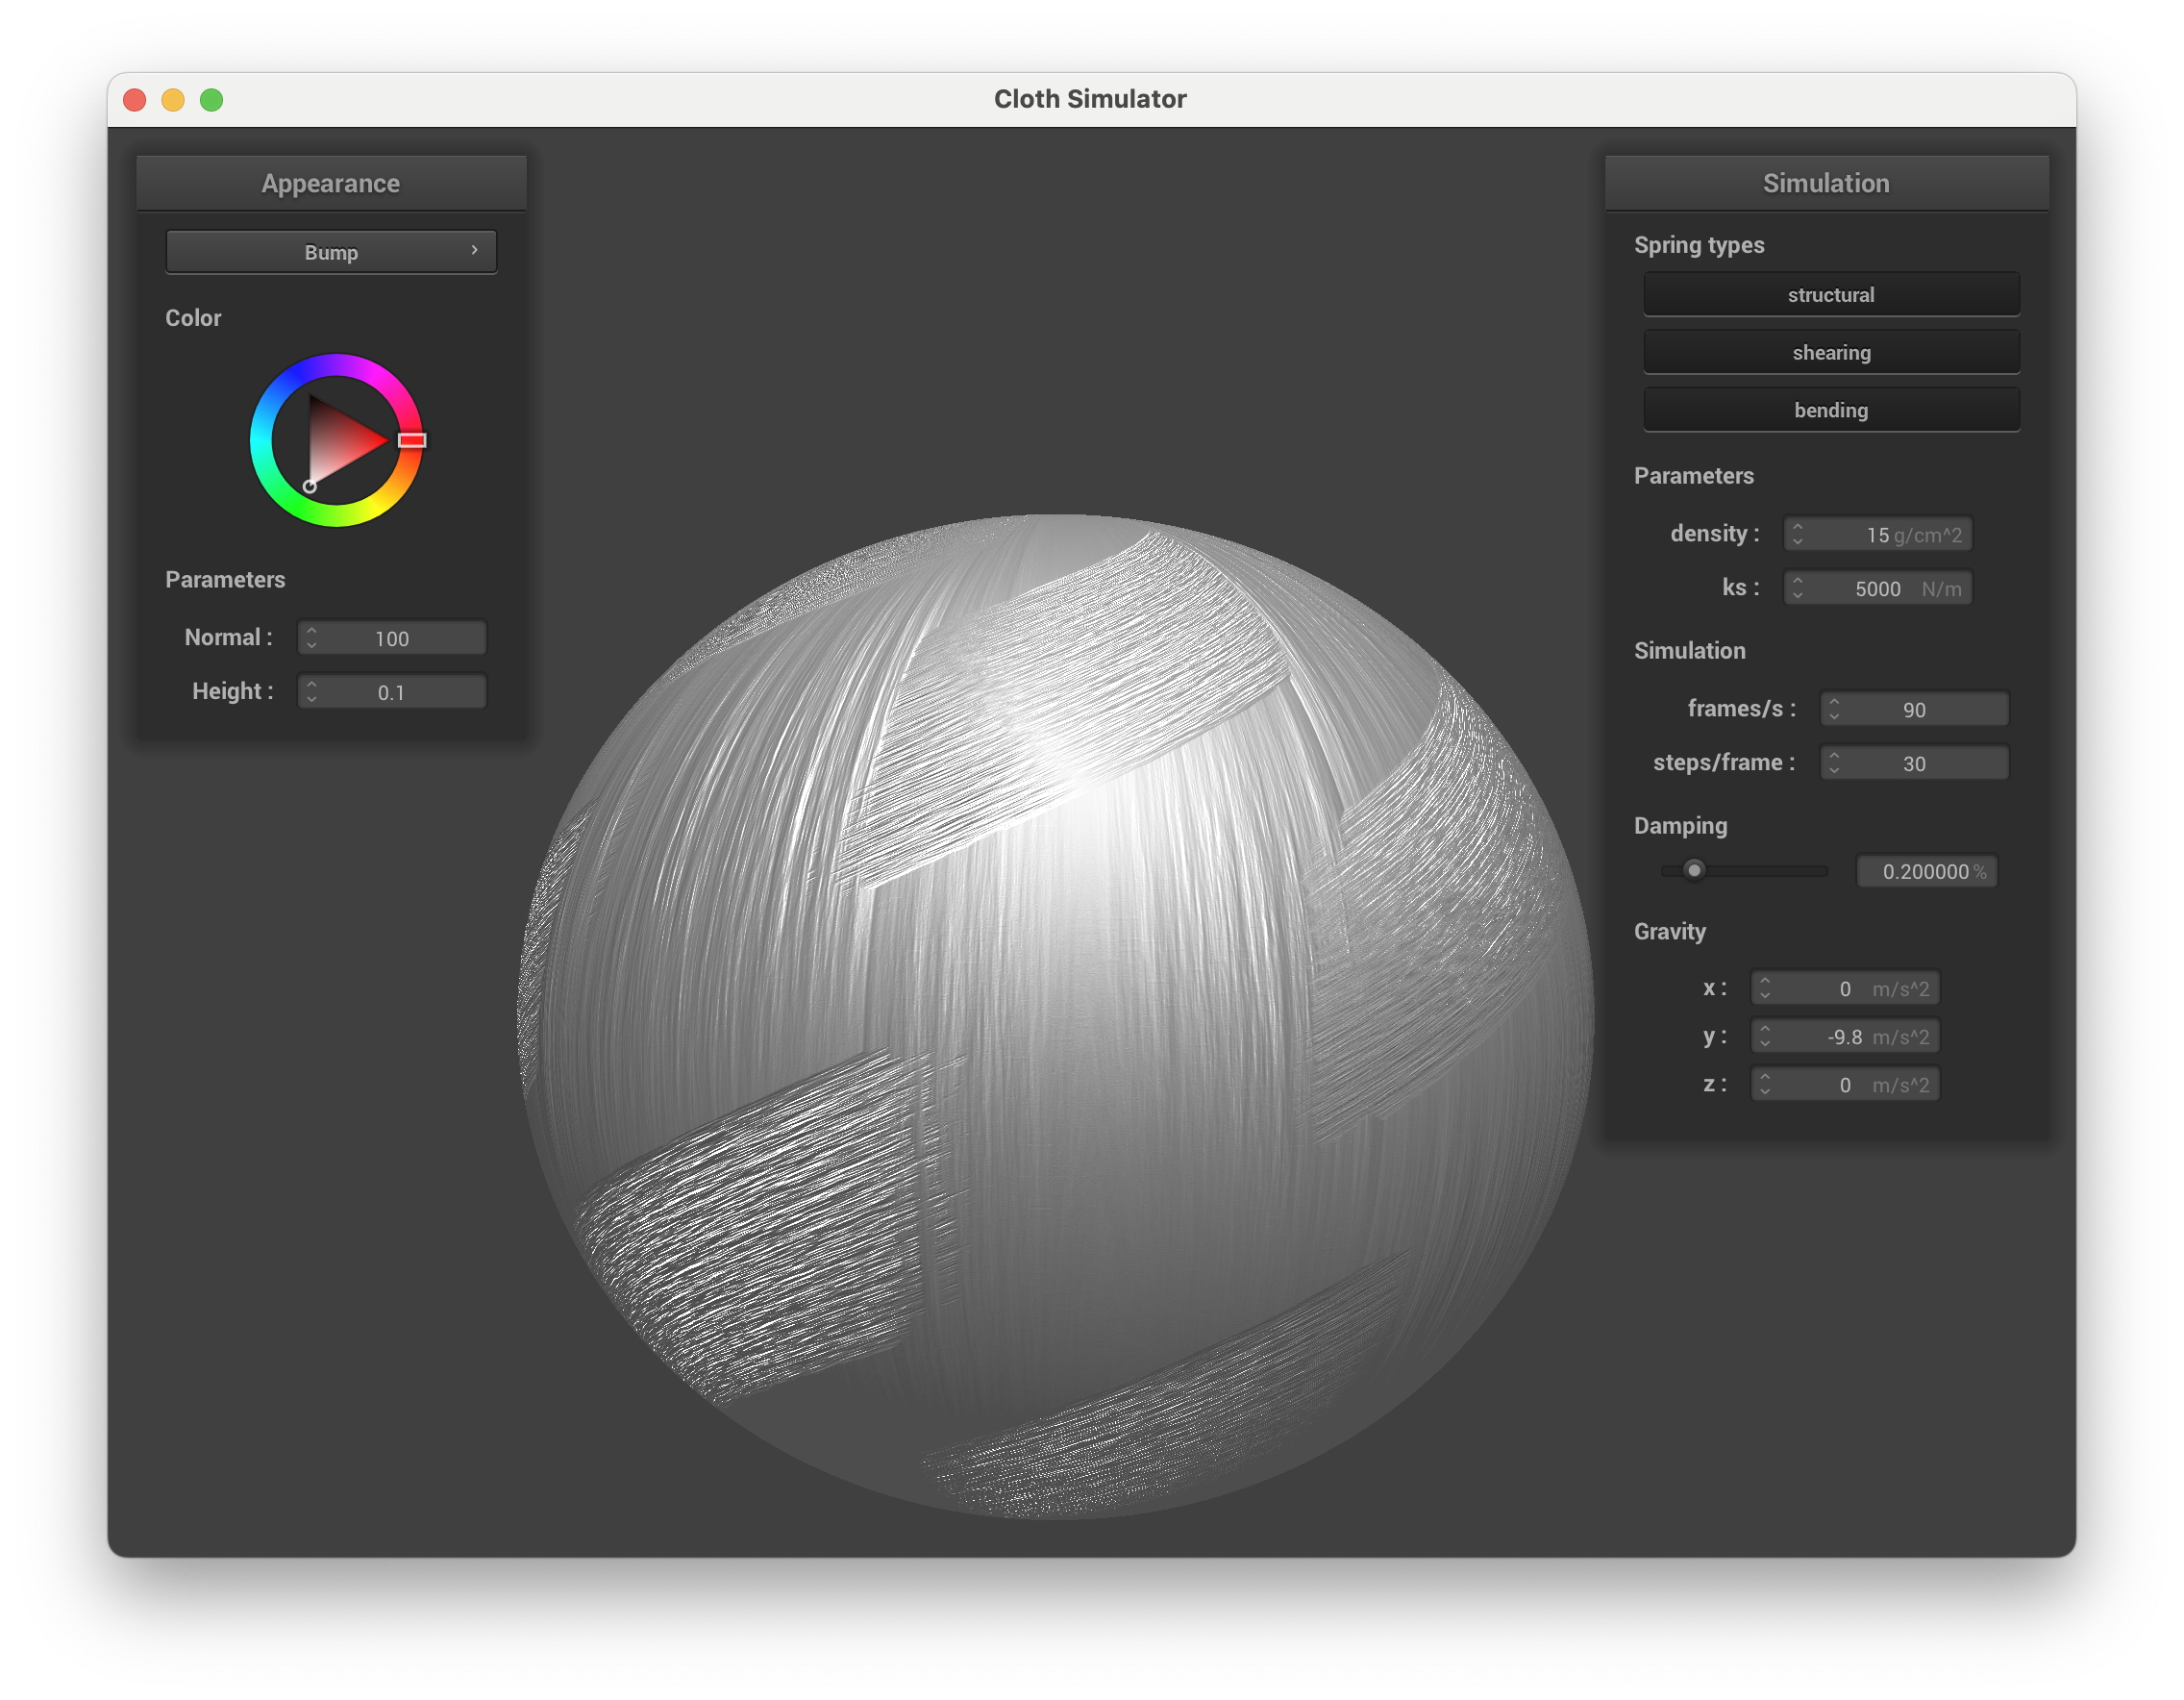 Cloth Simulator
Appearance
Bump
Color
Parameters
Normal : 100
Height : 0.1
Simulation
Spring types
structural
shearing
bending
Parameters
density : 15 g/cm^2
ks : 5000 N/m
Simulation
frames/s : 90
steps/frame : 30
Damping
0.200000 %
Gravity
x : 0 m/s^2
y : -9.8 m/s^2
z : 0 m/s^2